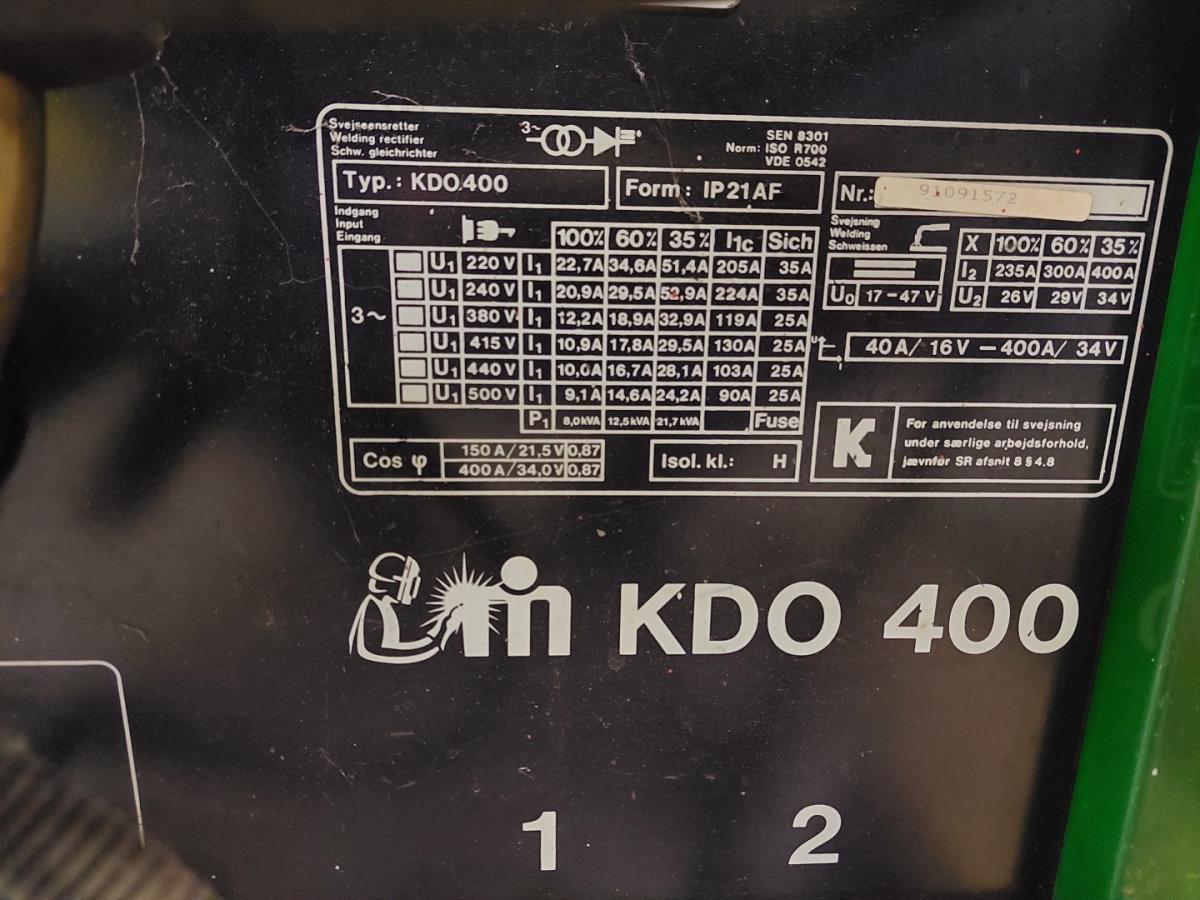 Svejseensretter
Welding rectifier
Schw. gleichrichter
3~
SEN 8301
Norm: ISO R700
VDE 0542
Typ.: KDO400
Form: IP21AF
Nr.: 91091572
Indgang
Input
Eingang
100% 60% 35% I1c Sich
3~
U1 220 V I1 22,7A 34,6A 51,4A 205A 35A
U1 240 V I1 20,9A 29,5A 52,9A 224A 35A
U1 380 V I1 12,2A 18,9A 32,9A 119A 25A
U1 415 V I1 10,9A 17,8A 29,5A 130A 25A
U1 440 V I1 10,0A 16,7A 28,1A 103A 25A
U1 500 V I1 9,1A 14,6A 24,2A 90A 25A
P1 8,0kVA 12,5kVA 21,7kVA Fuse
Svejsning
Welding
Schweissen
X 100% 60% 35%
I2 235A 300A 400A
U0 17-47 V U2 26V 29V 34V
40A/ 16V - 400A/ 34V
Cos φ
150 A/21,5 V 0,87
400 A/34,0 V 0,87
Isol. kl.: H
K
For anvendelse til svejsning
under særlige arbejdsforhold,
jævnfør SR afsnit 8 § 4.8
KDO 400
1 2